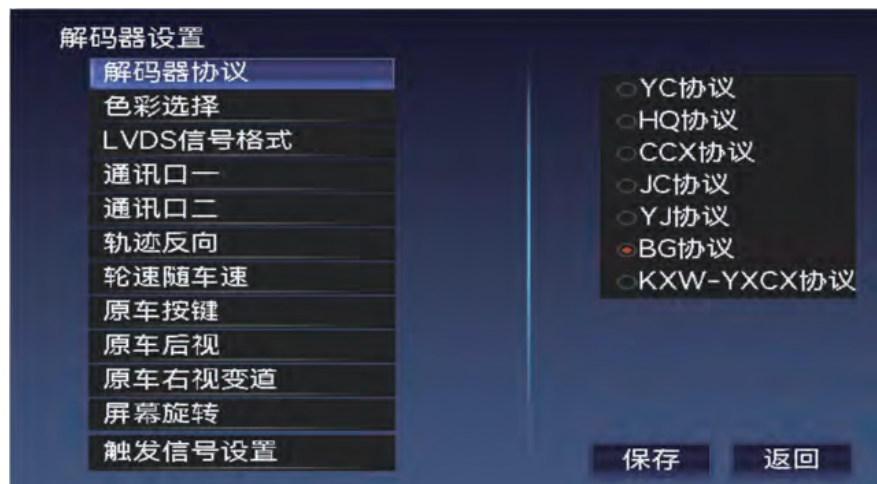 解码器设置
解码器协议
色彩选择
LVDS信号格式
通讯口一
通讯口二
轨迹反向
轮速随车速
原车按键
原车后视
原车右视变道
屏幕旋转
触发信号设置
YC协议
HQ协议
CCX协议
JC协议
YJ协议
BG协议
KXW-YXCX协议
保存
返回